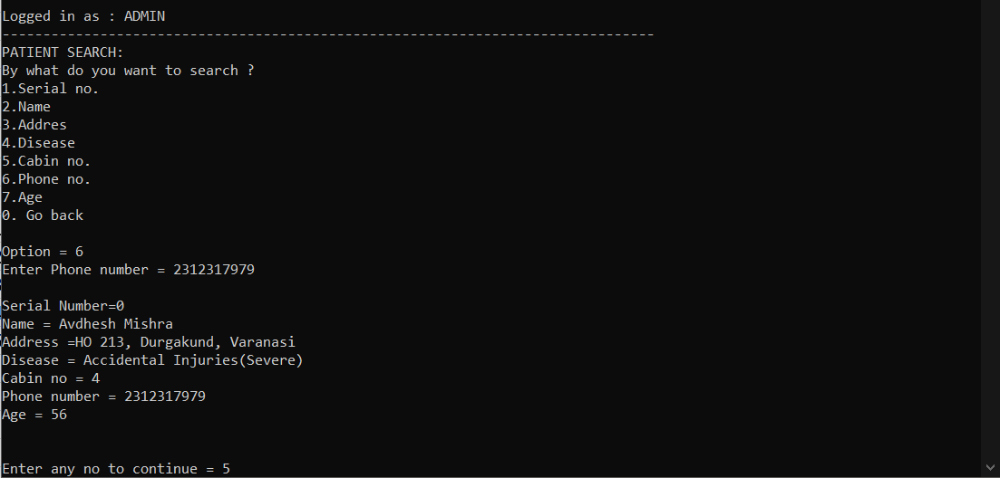 Logged in as : ADMIN
--------------------------------------------------------------------------------
PATIENT SEARCH:
By what do you want to search ?
1.Serial no.
2.Name
3.Addres
4.Disease
5.Cabin no.
6.Phone no.
7.Age
0. Go back
Option = 6
Enter Phone number = 2312317979
Serial Number=0
Name = Avdhesh Mishra
Address =HO 213, Durgakund, Varanasi
Disease = Accidental Injuries(Severe)
Cabin no = 4
Phone number = 2312317979
Age = 56
Enter any no to continue = 5